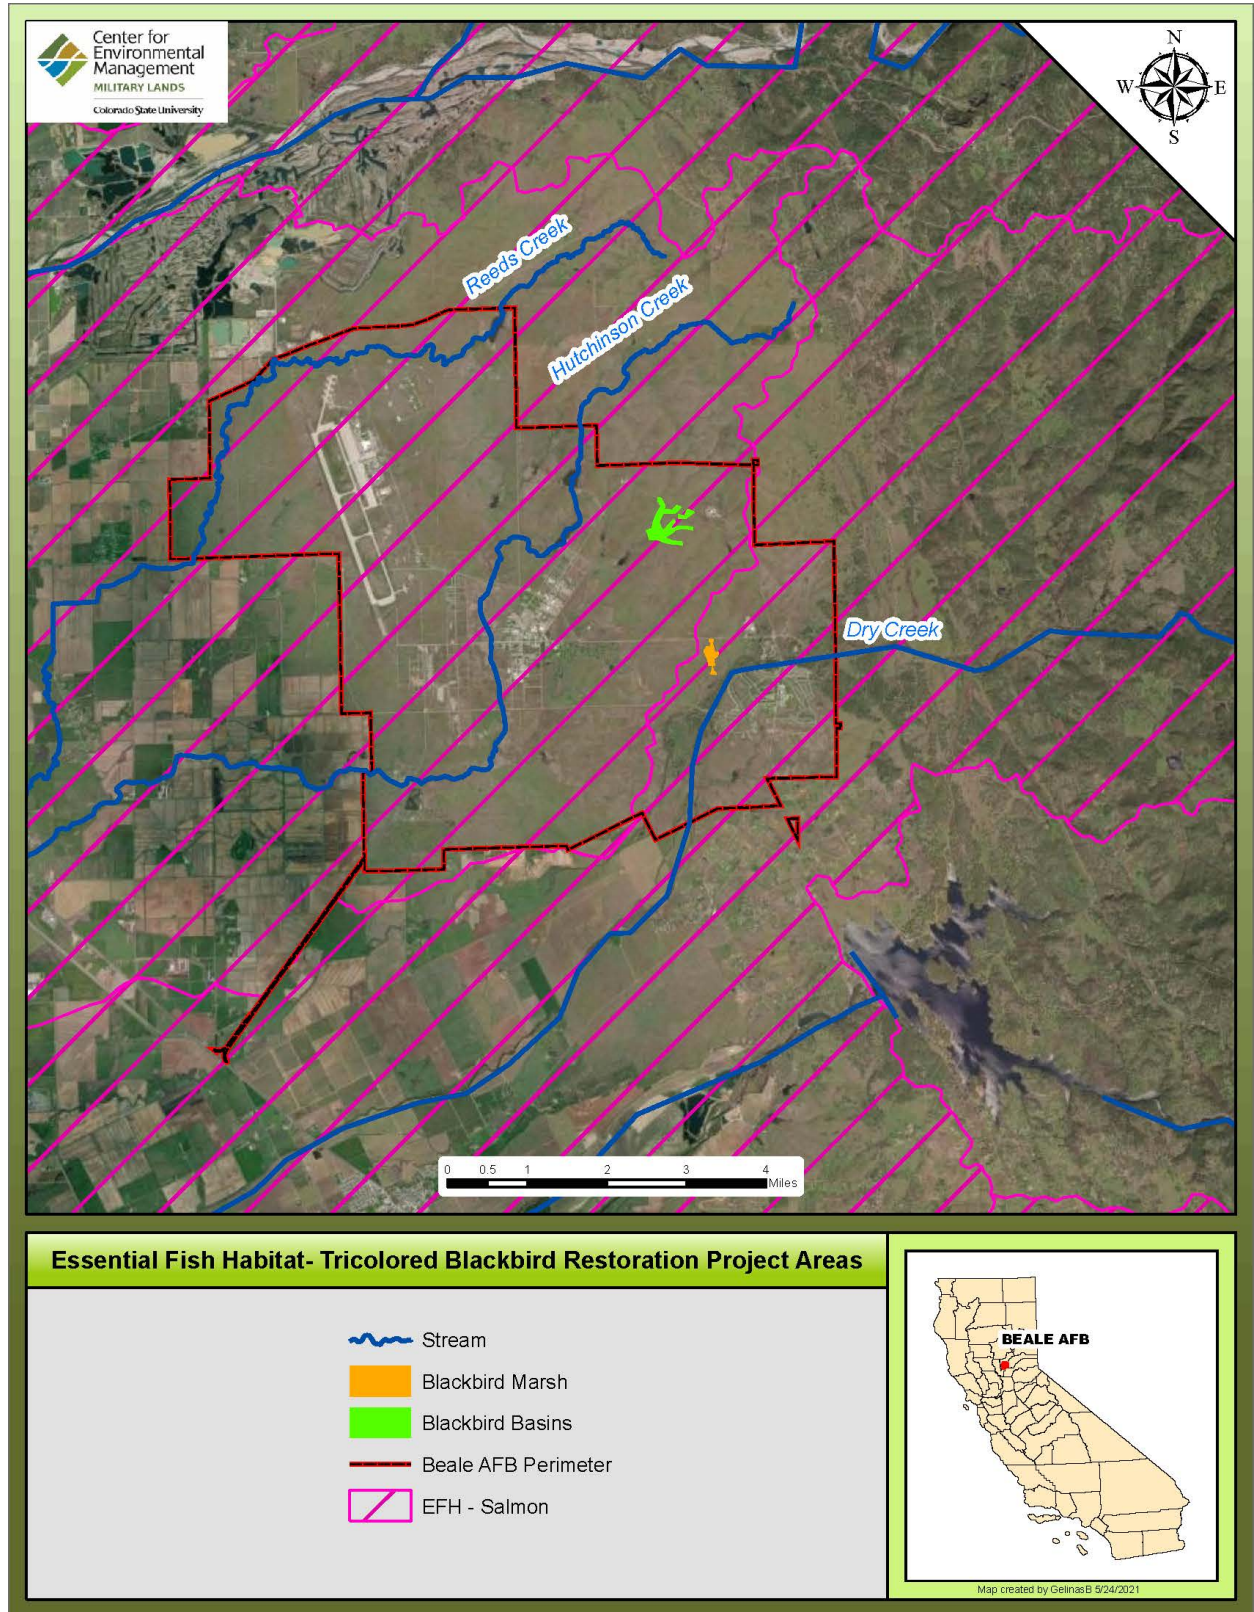 Center for
Environmental
Management
MILITARY LANDS
Colorado State University
N
W
E
S
Reeds Creek
Hutchinson Creek
Dry Creek
0 0.5 1 2 3 4
Miles
Essential Fish Habitat- Tricolored Blackbird Restoration Project Areas
Stream
Blackbird Marsh
Blackbird Basins
Beale AFB Perimeter
EFH - Salmon
BEALE AFB
Map created by GelinasB 5/24/2021